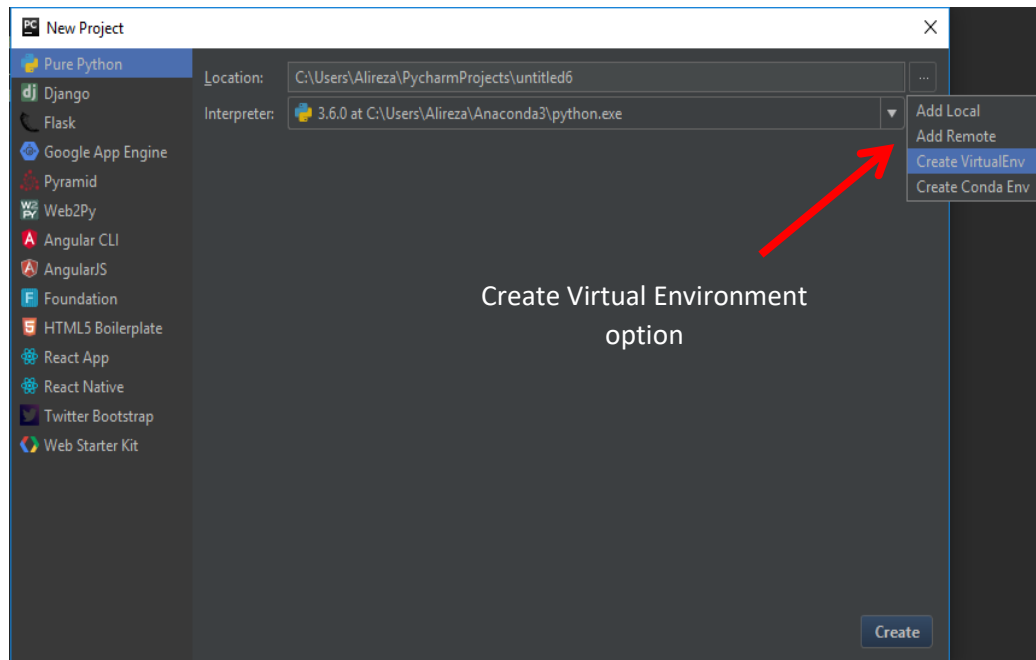 New Project
Pure Python
Django
Flask
Google App Engine
Pyramid
Web2Py
Angular CLI
AngularJS
Foundation
HTML5 Boilerplate
React App
React Native
Twitter Bootstrap
Web Starter Kit
Location: C:\Users\Alireza\PycharmProjects\untitled6 ...
Interpreter: 3.6.0 at C:\Users\Alireza\Anaconda3\python.exe
Add Local
Add Remote
Create VirtualEnv
Create Conda Env
Create Virtual Environment
option
Create